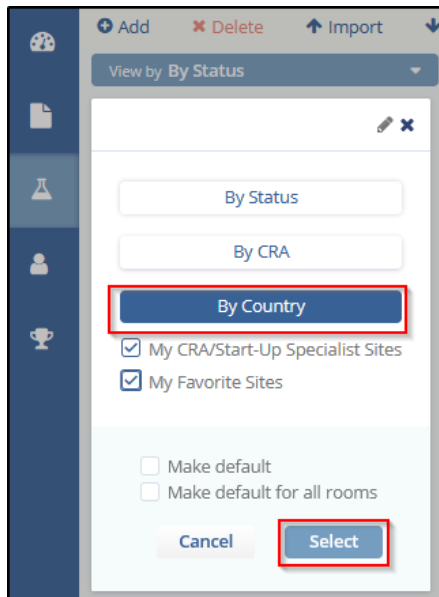 Add Delete Import
View by By Status
By Status
By CRA
By Country
My CRA/Start-Up Specialist Sites
My Favorite Sites
Make default
Make default for all rooms
Cancel Select